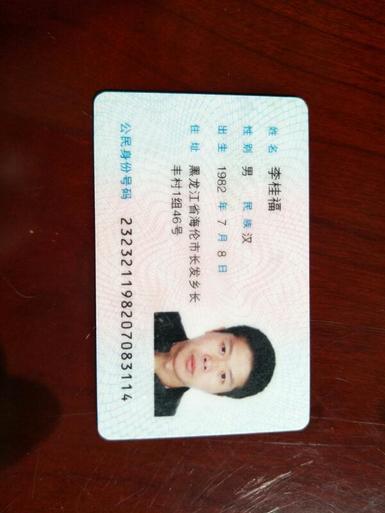 姓名 李桂福
性别 男 民族 汉
出生 1982 年 7 月 8 日
住址 黑龙江省海伦市长发乡长
丰村1组46号
公民身份号码 232321198207083114